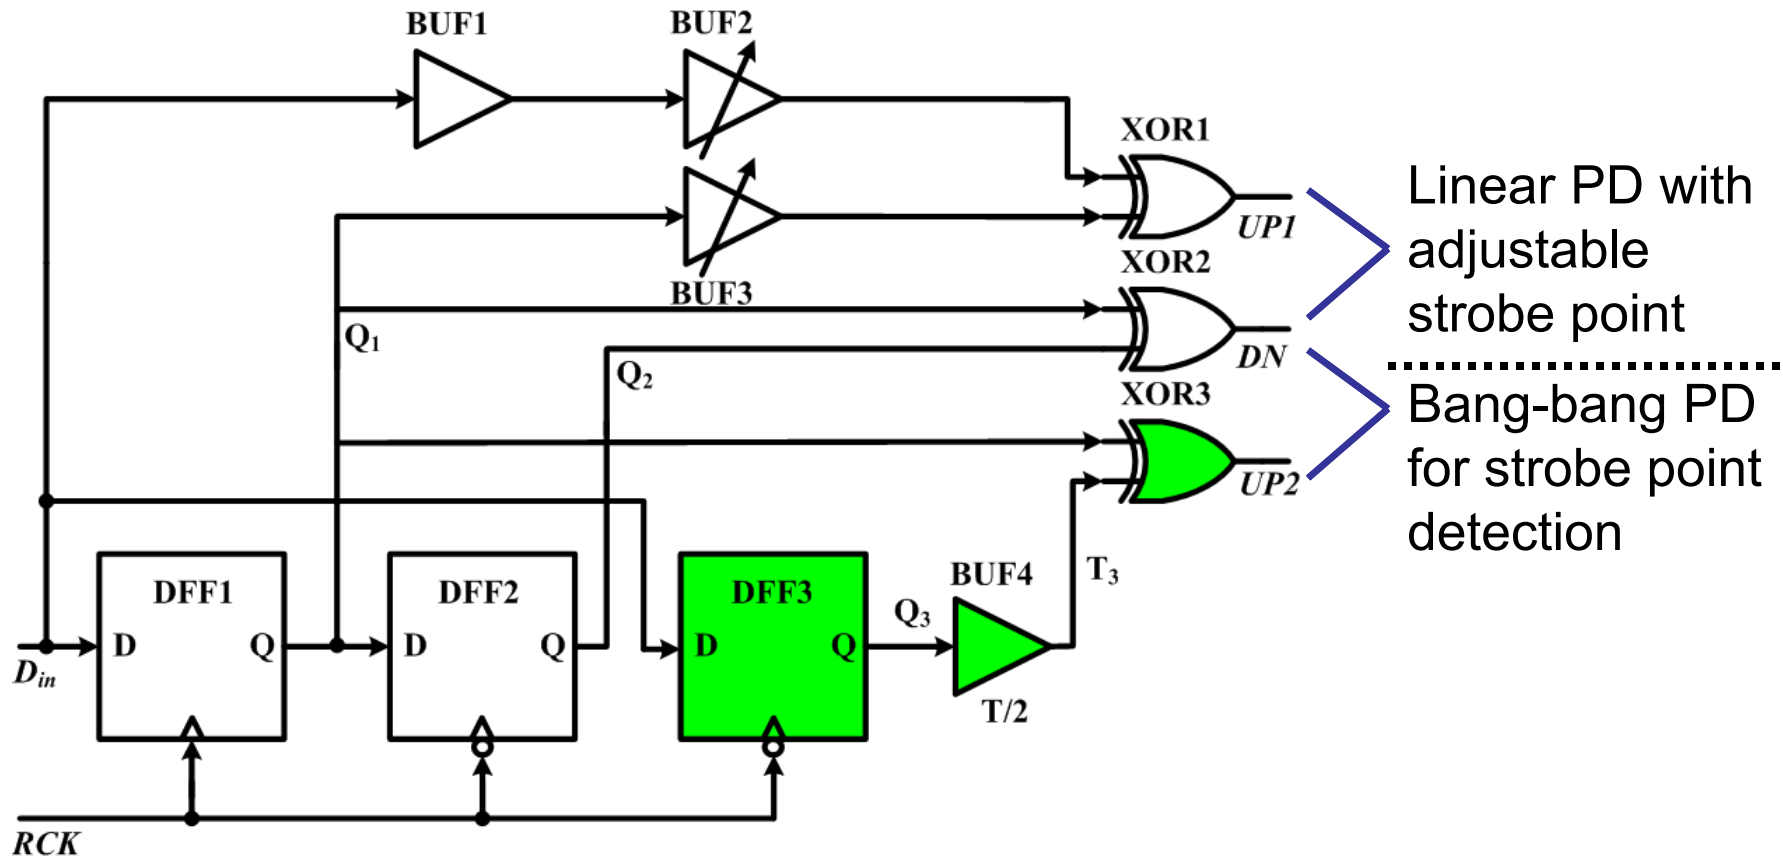 BUF1
BUF2
XOR1
UP1
BUF3
XOR2
Q1
DN
Q2
XOR3
UP2
Linear PD with
adjustable
strobe point
Bang-bang PD
for strobe point
detection
DFF1
D
Q
DFF2
D
Q
DFF3
D
Q
Q3
BUF4
T/2
T3
Din
RCK